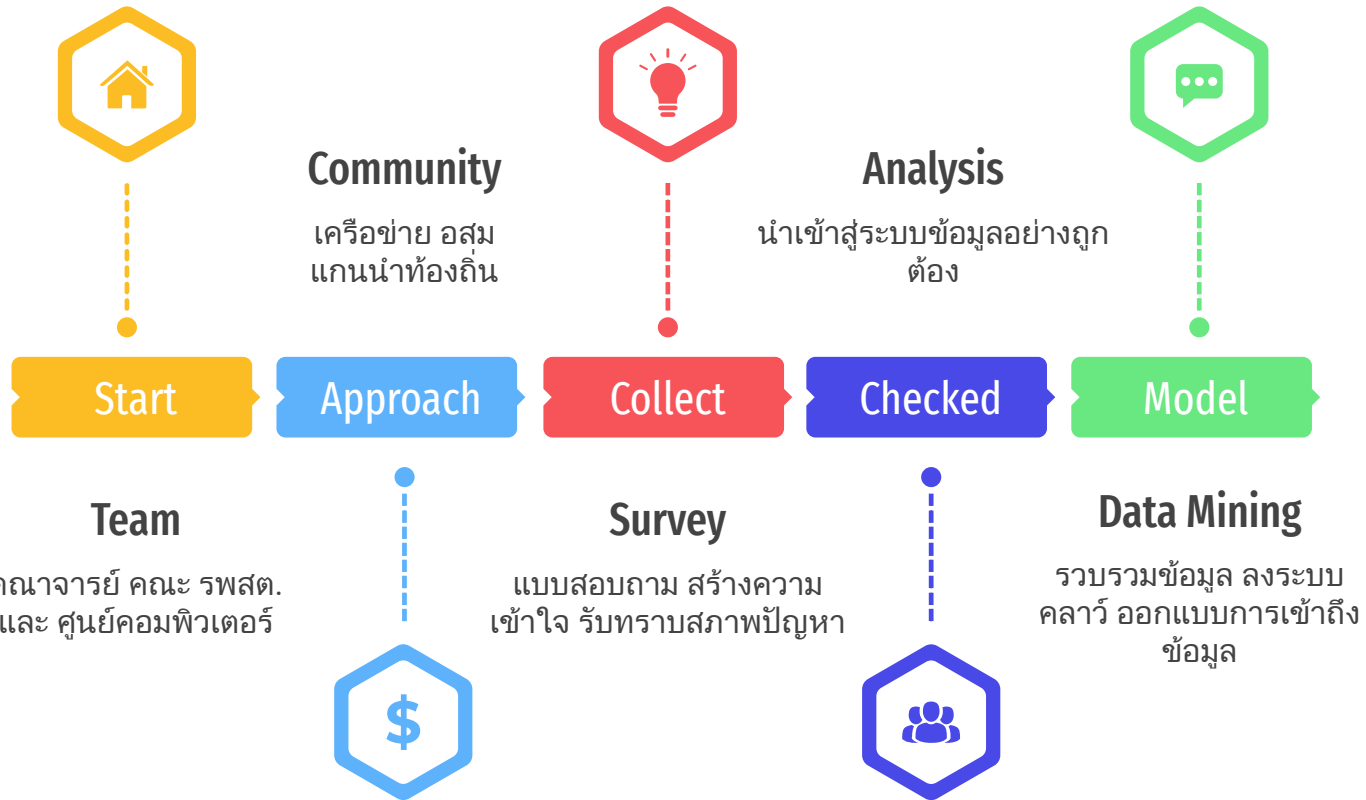 Community
เครือข่าย อสม
แกนนำท้องถิ่น
Analysis
นำเข้าสู่ระบบข้อมูลอย่างถูก
ต้อง
Start
Approach
Collect
Checked
Model
Team
คณาจารย์ คณะ รพสต.
และ ศูนย์คอมพิวเตอร์
Survey
แบบสอบถาม สร้างความ
เข้าใจ รับทราบสภาพปัญหา
Data Mining
รวบรวมข้อมูล ลงระบบ
คลาว์ ออกแบบการเข้าถึง
ข้อมูล
$